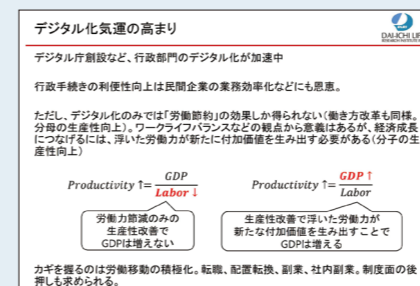 デジタル化気運の高まり
DAI-ICHI LIFE
RESEARCH INSTITUTE
デジタル庁創設など、行政部門のデジタル化が加速中
行政手続きの利便性向上は民間企業の業務効率化などにも恩恵。
ただし、デジタル化のみでは「労働節約」の効果しか得られない(働き方改革も同様。
分母の生産性向上)。ワークライフバランスなどの観点から意義はあるが、経済成長
につなげるには、浮いた労働力が新たに付加価値を生み出す必要がある(分子の生
産性向上)
Productivity ↑= GDP / Labor ↓
Productivity ↑= GDP ↑ / Labor
労働力節減のみの
生産性改善で
GDPは増えない
生産性改善で浮いた労働力が
新たな付加価値を生み出すことで
GDPは増える
カギを握るのは労働移動の積極化。転職、配置転換、副業、社内副業。制度面の後
押しも求められる。